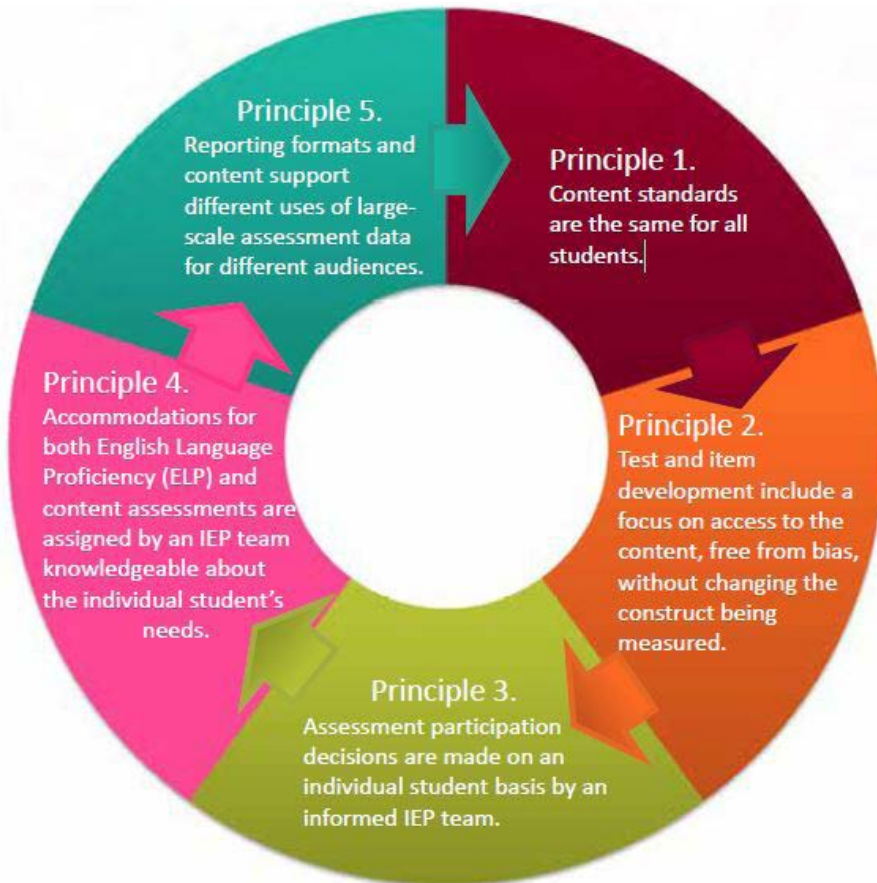 Principle 1.
Content standards
are the same for all
students.
Principle 2.
Test and item
development include a
focus on access to the
content, free from bias,
without changing the
construct being
measured.
Principle 3.
Assessment participation
decisions are made on an
individual student basis by an
informed IEP team.
Principle 4.
Accommodations for
both English Language
Proficiency (ELP) and
content assessments are
assigned by an IEP team
knowledgeable about
the individual student's
needs.
Principle 5.
Reporting formats and
content support
different uses of large-
scale assessment data
for different audiences.